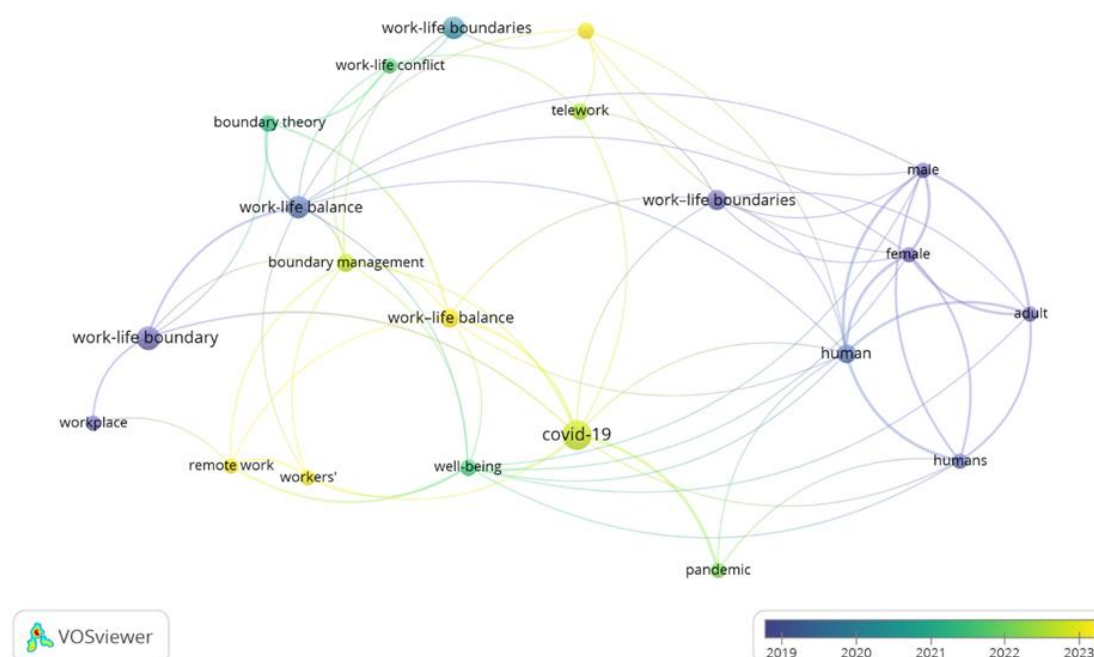 work-life boundaries
work-life conflict
telework
boundary theory
male
work–life boundaries
work-life balance
female
boundary management
adult
work–life balance
work-life boundary
human
workplace
covid-19
remote work
well-being
humans
workers'
pandemic
VOSviewer
2019 2020 2021 2022 2023